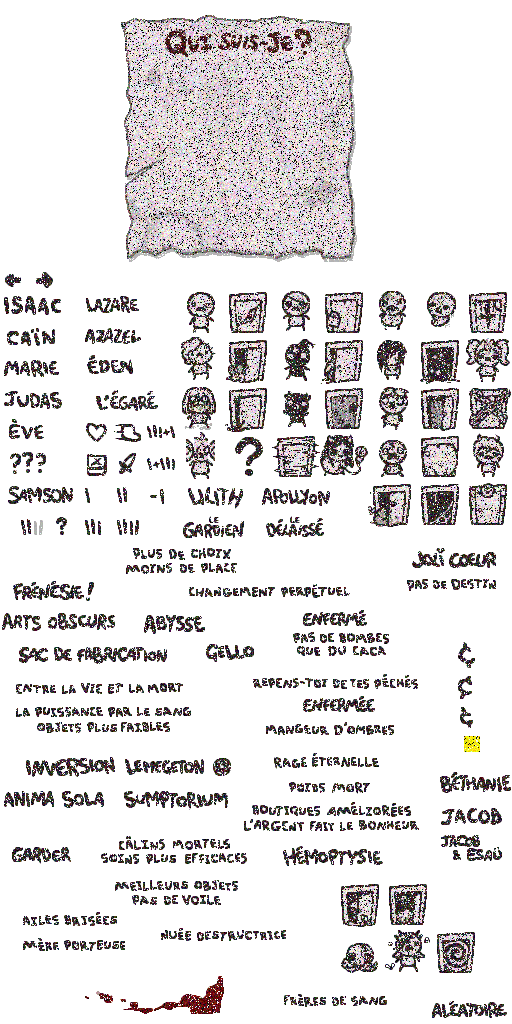 QUI SUIS-JE?
ISAAC LAZARE
CAÏN AZAZEL
MARIE ÉDEN
JUDAS L'ÉGARÉ
ÈVE
???
?
SAMSON LILITH APOLLYON
? LE GARDIEN LE DÉLAISSÉ
PLUS DE CHOIX
MOINS DE PLACE
JOLI COEUR
FRÉNÉSIE!
CHANGEMENT PERPÉTUEL
PAS DE DESTIN
ARTS OBSCURS ABYSSE
ENFERMÉ
PAS DE BOMBES
QUE DU CACA
SAC DE FABRICATION GELLO
¢
ENTRE LA VIE ET LA MORT
REPENS-TOI DE TES PÉCHÉS
¢
LA PUISSANCE PAR LE SANG
OBJETS PLUS FAIBLES
ENFERMÉE
¢
MANGEUR D'OMBRES
INVERSION LEMEGETON
RAGE ÉTERNELLE
POIDS MORT
BÉTHANIE
ANIMA SOLA SUMPTORIUM
BOUTIQUES AMÉLIORÉES
L'ARGENT FAIT LE BONHEUR
JACOB
CÂLINS MORTELS
SOINS PLUS EFFICACES
JACOB
& ESAÜ
GARDER
HÉMOPTYSIE
MEILLEURS OBJETS
PAS DE VOILE
AILES BRISÉES
NUÉE DESTRUCTRICE
MÈRE PORTEUSE
FRÈRES DE SANG
ALÉATOIRE